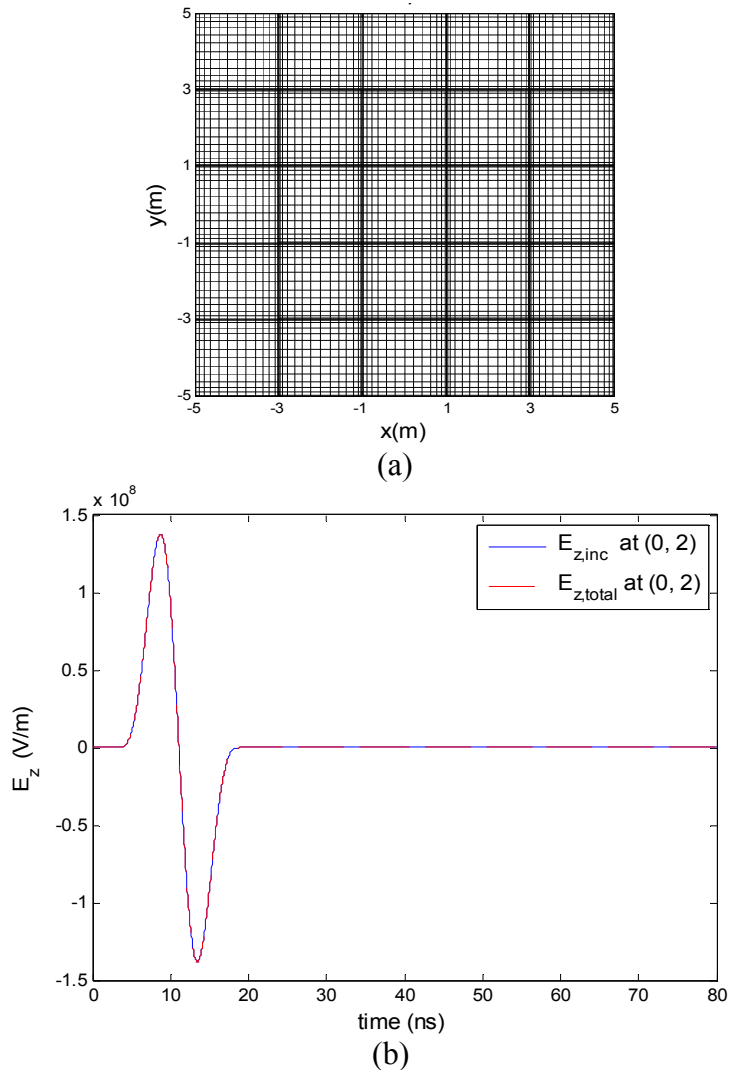 5
3
1
-1
-3
-5
y(m)
-5 -3 -1 1 3 5
x(m)
(a)
x 10^8
1.5
1
0.5
0
-0.5
-1
-1.5
E_z (V/m)
E_{z,inc} at (0, 2)
E_{z,total} at (0, 2)
0 10 20 30 40 50 60 70 80
time (ns)
(b)